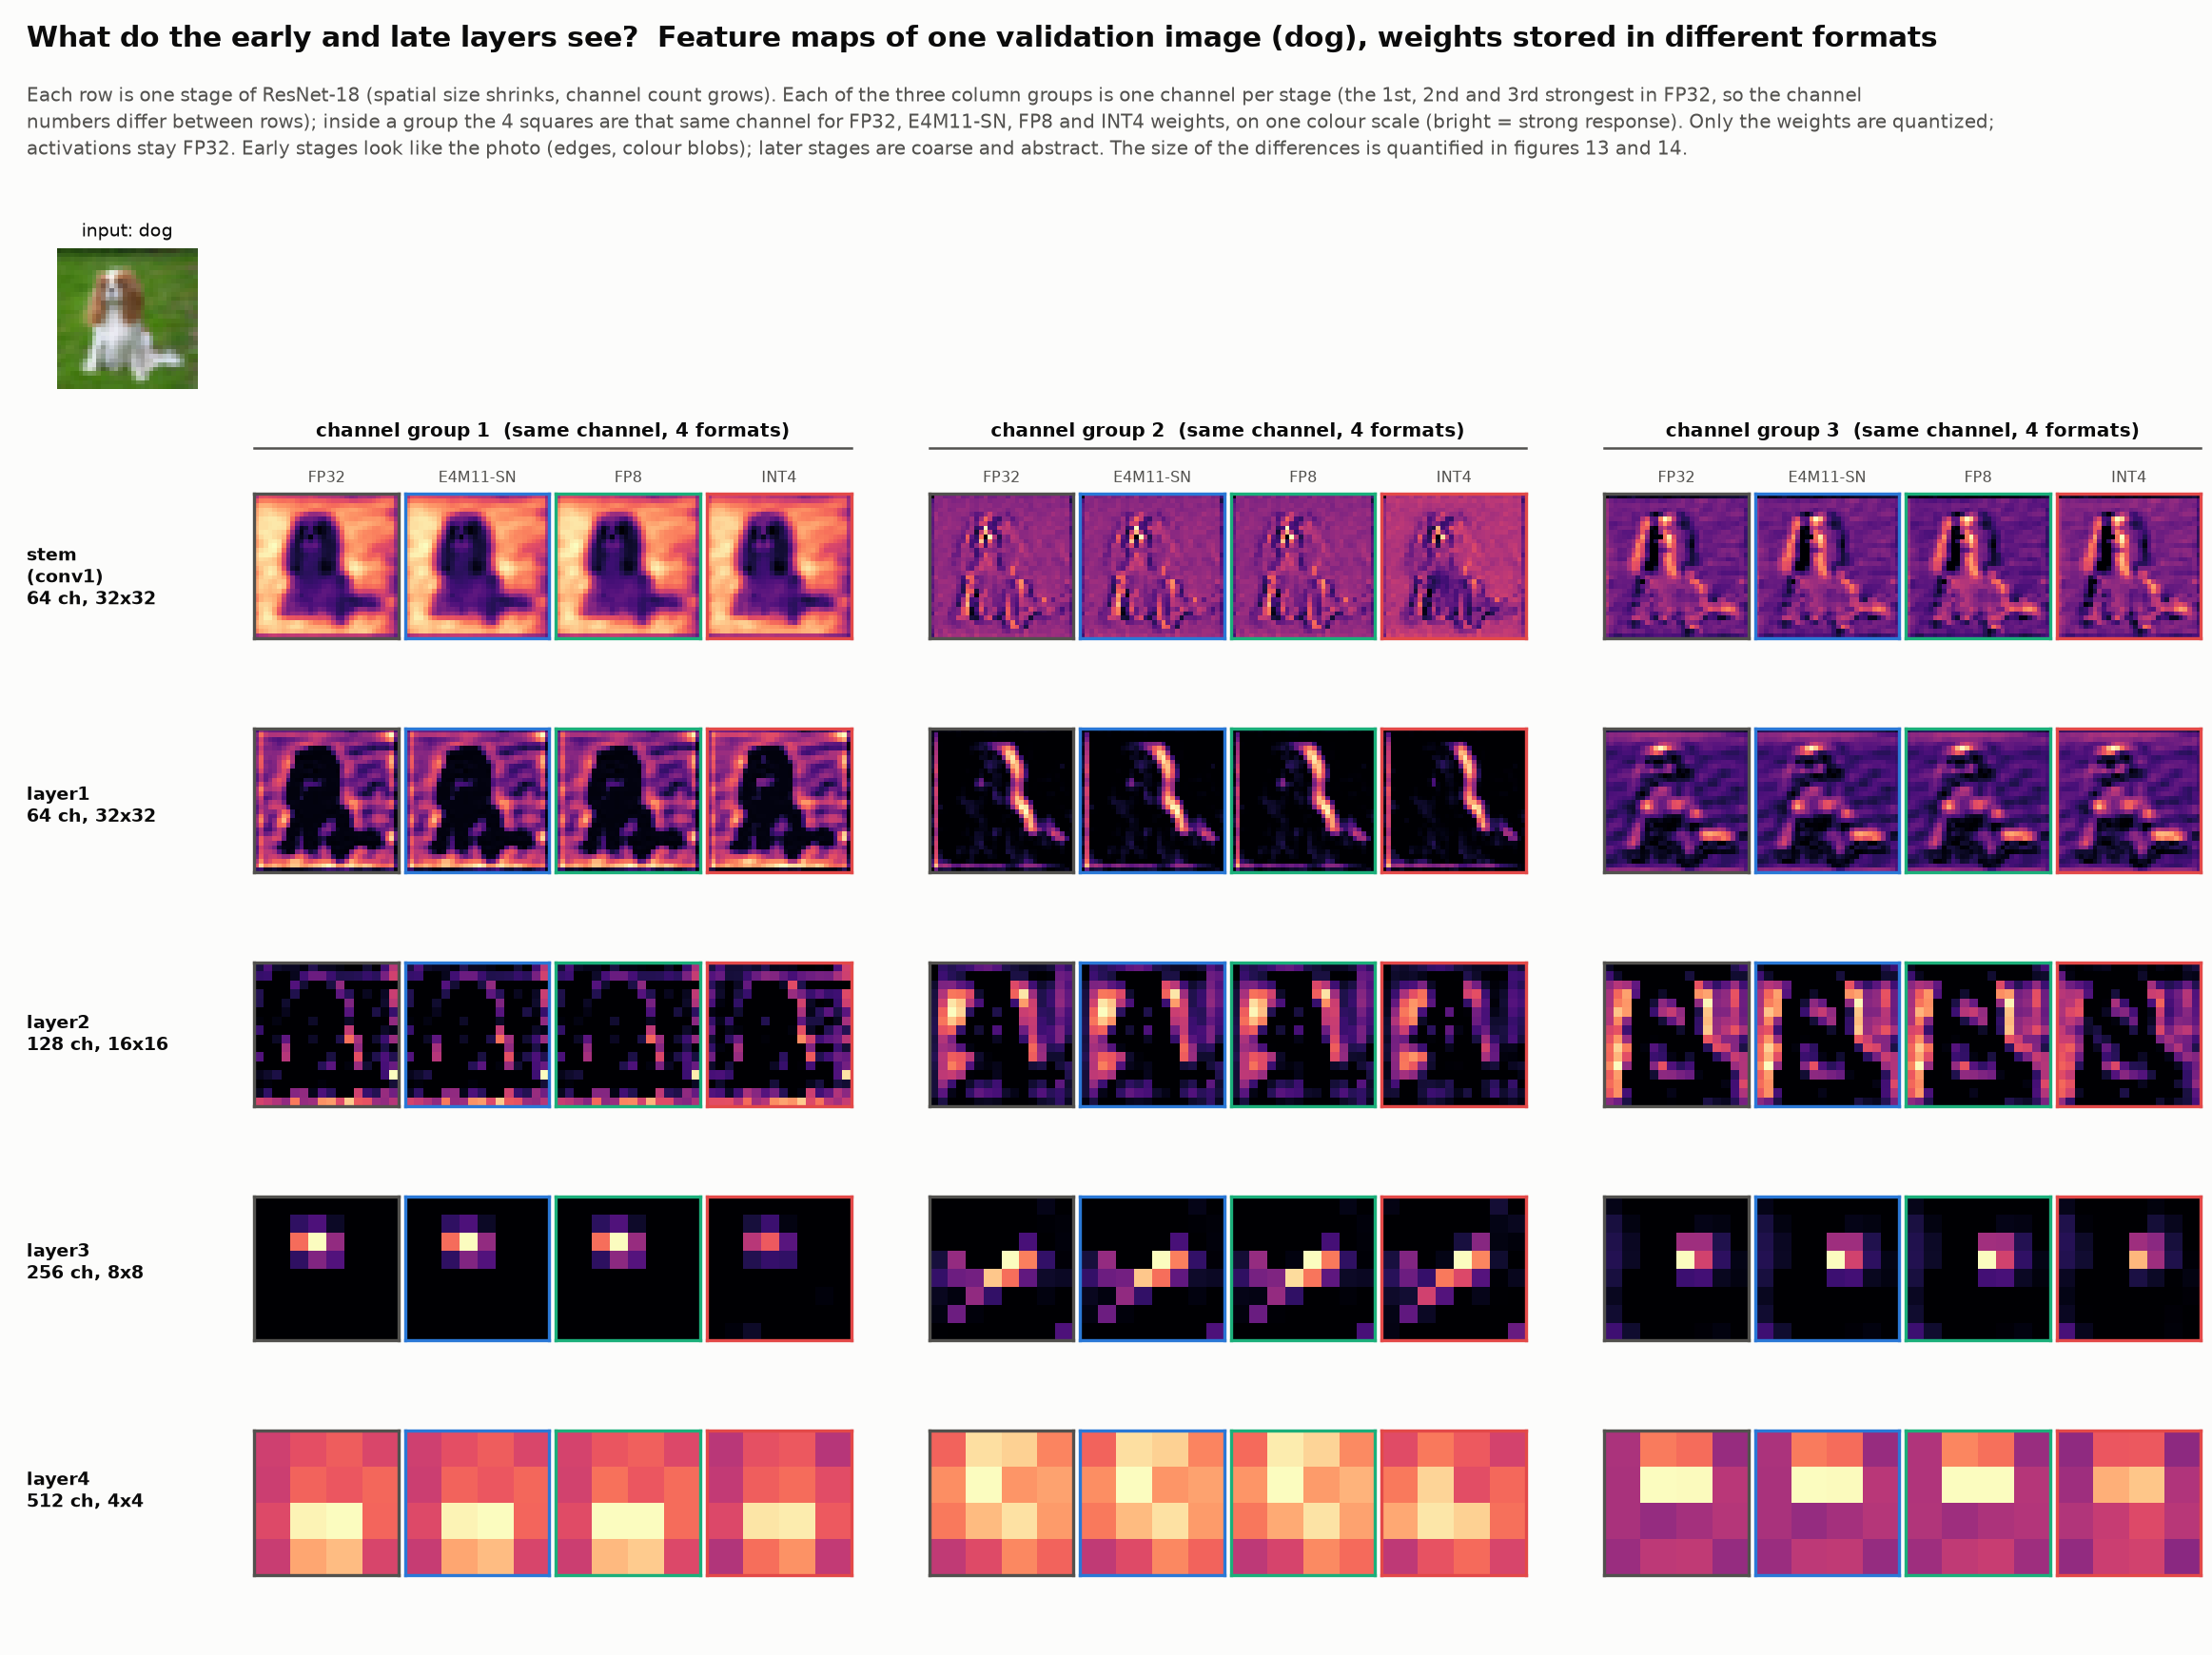 What do the early and late layers see?  Feature maps of one validation image (dog), weights stored in different formats
Each row is one stage of ResNet-18 (spatial size shrinks, channel count grows). Each of the three column groups is one channel per stage (the 1st, 2nd and 3rd strongest in FP32, so the channel
numbers differ between rows); inside a group the 4 squares are that same channel for FP32, E4M11-SN, FP8 and INT4 weights, on one colour scale (bright = strong response). Only the weights are quantized;
activations stay FP32. Early stages look like the photo (edges, colour blobs); later stages are coarse and abstract. The size of the differences is quantified in figures 13 and 14.
input: dog
channel group 1  (same channel, 4 formats)
channel group 2  (same channel, 4 formats)
channel group 3  (same channel, 4 formats)
FP32 E4M11-SN FP8 INT4
FP32 E4M11-SN FP8 INT4
FP32 E4M11-SN FP8 INT4
stem
(conv1)
64 ch, 32x32
layer1
64 ch, 32x32
layer2
128 ch, 16x16
layer3
256 ch, 8x8
layer4
512 ch, 4x4